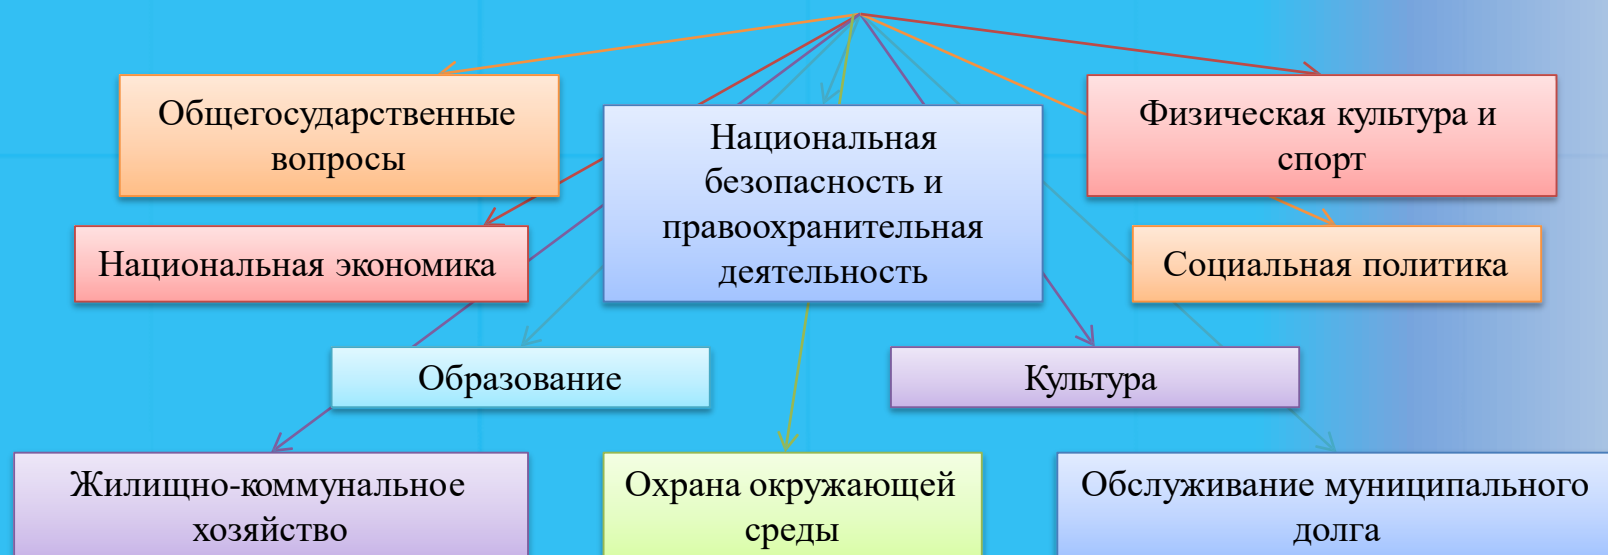 Общегосударственные
вопросы
Национальная
безопасность и
правоохранительная
деятельность
Физическая культура и
спорт
Национальная экономика
Социальная политика
Образование
Культура
Жилищно-коммунальное
хозяйство
Охрана окружающей
среды
Обслуживание муниципального
долга